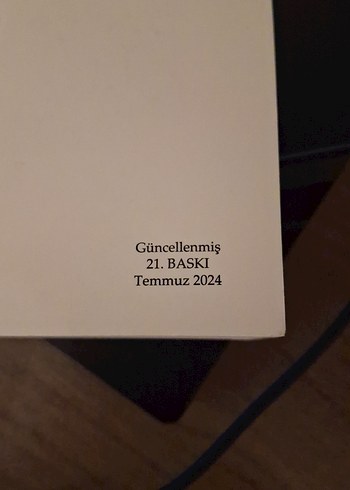 Güncellenmiş
21. BASKI
Temmuz 2024